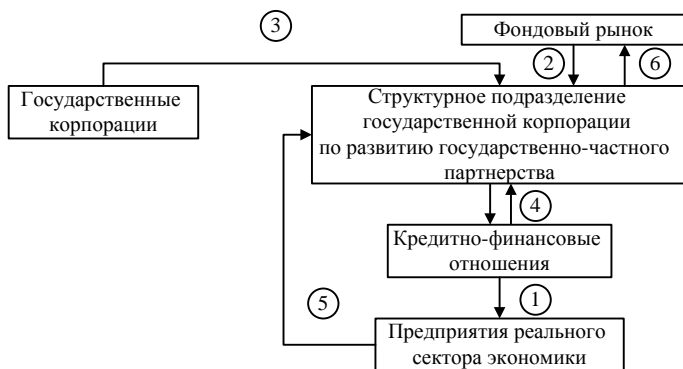 3
Фондовый рынок
2
6
Государственные
корпорации
Структурное подразделение
государственной корпорации
по развитию государственно-частного
партнерства
4
Кредитно-финансовые
отношения
1
5
Предприятия реального
сектора экономики